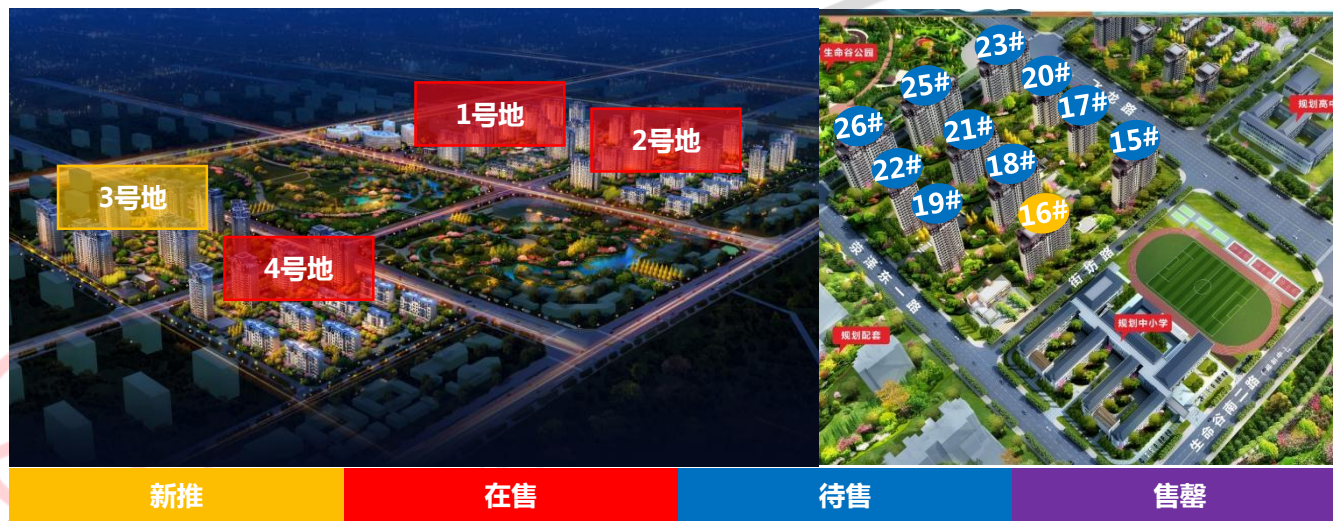 1号地
2号地
3号地
4号地
生命谷公园
23#
20#
25#
17#
26#
21#
15#
22#
18#
19#
16#
龙路
规划高中
街坊路
东一路
规划配套
规划中小学
生命谷南二路
新推
在售
待售
售罄